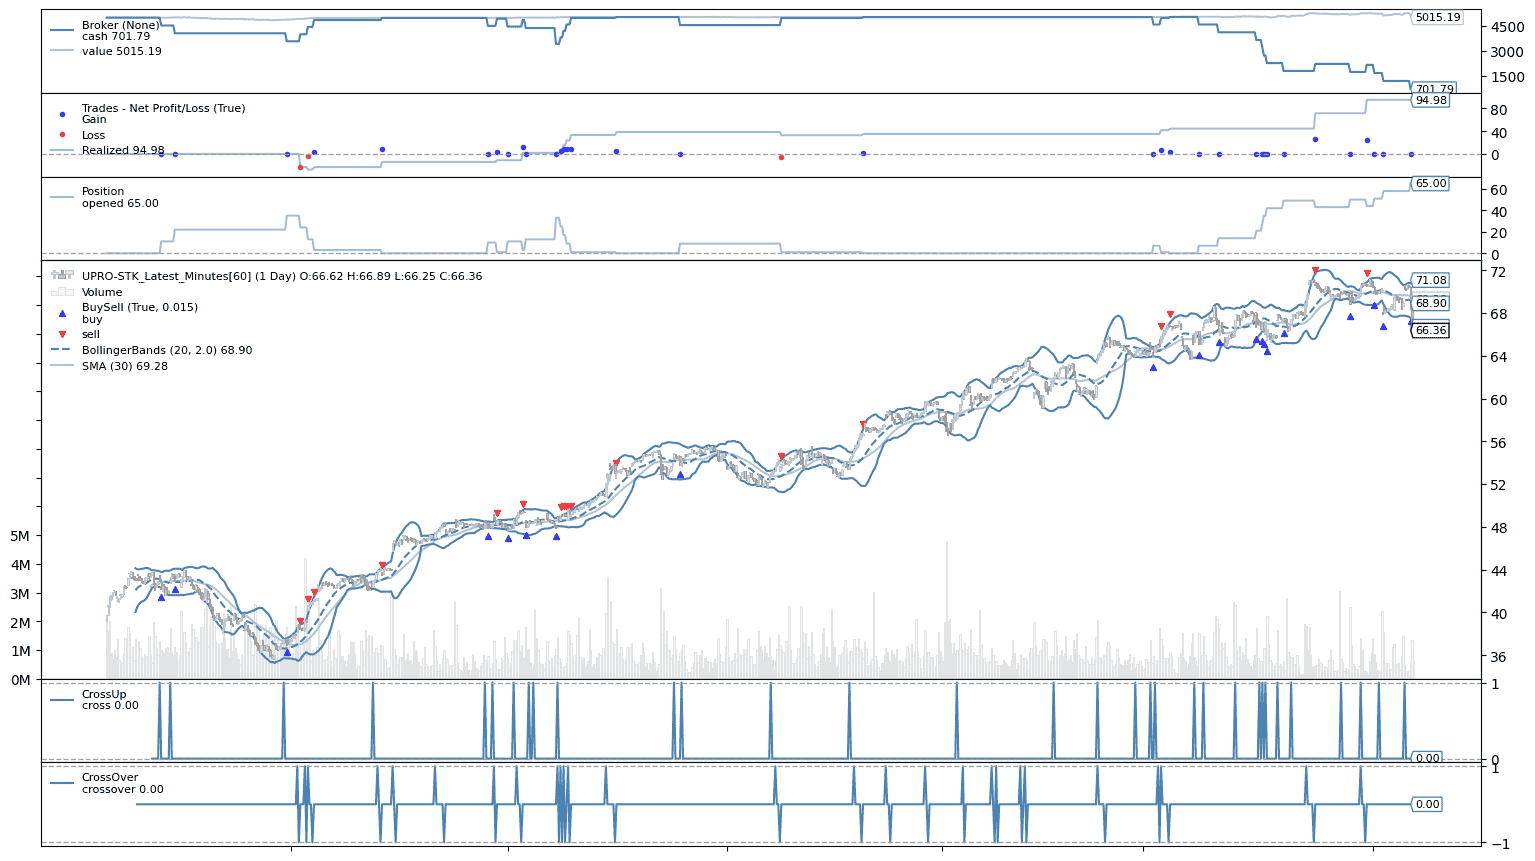 Broker (None)
cash 701.79
value 5015.19
5015.19
4500
3000
1500
701.79
Trades - Net Profit/Loss (True)
Gain
Loss
Realized 94.98
94.98
80
40
0
Position
opened 65.00
65.00
60
40
20
0
UPRO-STK_Latest_Minutes[60] (1 Day) O:66.62 H:66.89 L:66.25 C:66.36
Volume
BuySell (True, 0.015)
buy
sell
BollingerBands (20, 2.0) 68.90
SMA (30) 69.28
72
71.08
68.90
68
66.36
64
60
56
52
48
44
40
36
5M
4M
3M
2M
1M
0M
CrossUp
cross 0.00
1
0.00
0
CrossOver
crossover 0.00
1
0.00
−1